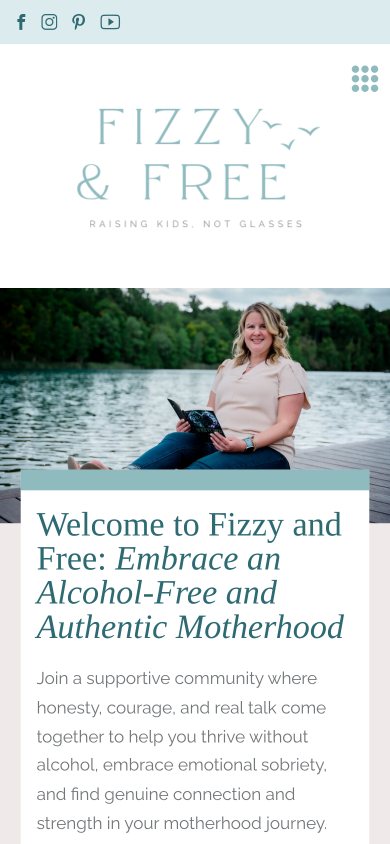 FIZZY
& FREE
RAISING KIDS, NOT GLASSES
Welcome to Fizzy and
Free: Embrace an
Alcohol-Free and
Authentic Motherhood
Join a supportive community where
honesty, courage, and real talk come
together to help you thrive without
alcohol, embrace emotional sobriety,
and find genuine connection and
strength in your motherhood journey.